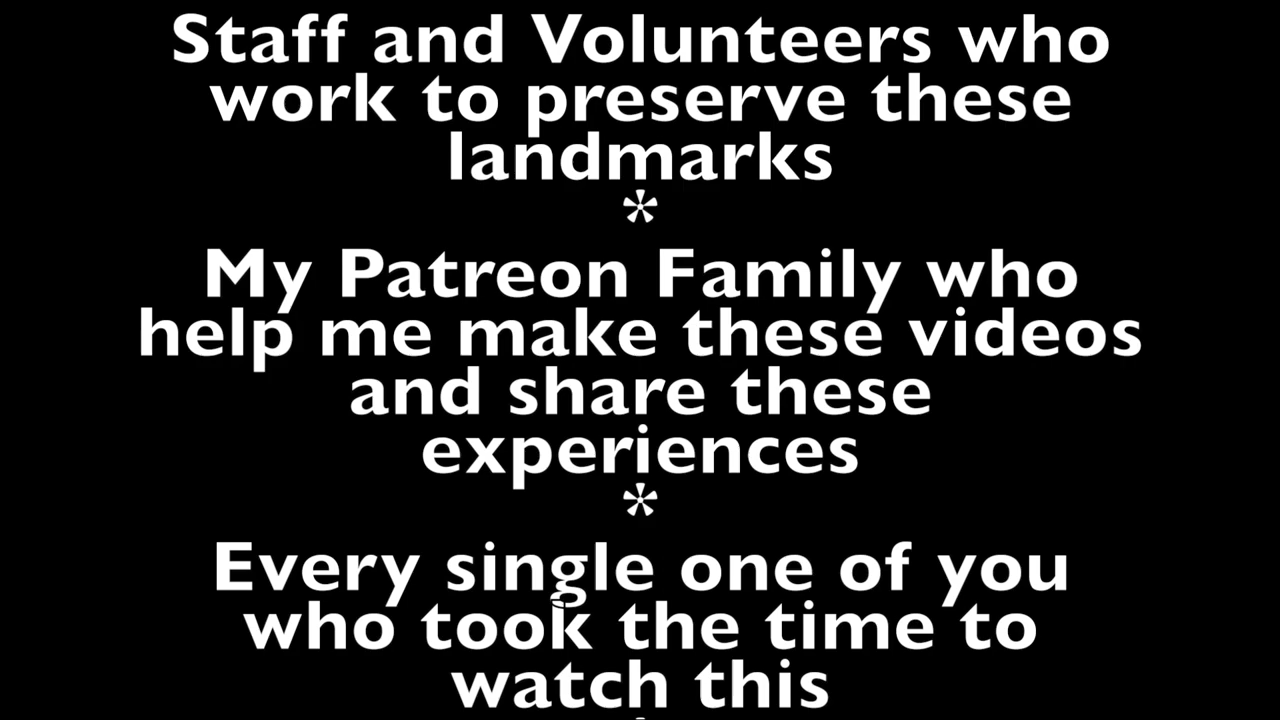 Staff and Volunteers who
work to preserve these
landmarks
*
My Patreon Family who
help me make these videos
and share these
experiences
*
Every single one of you
who took the time to
watch this